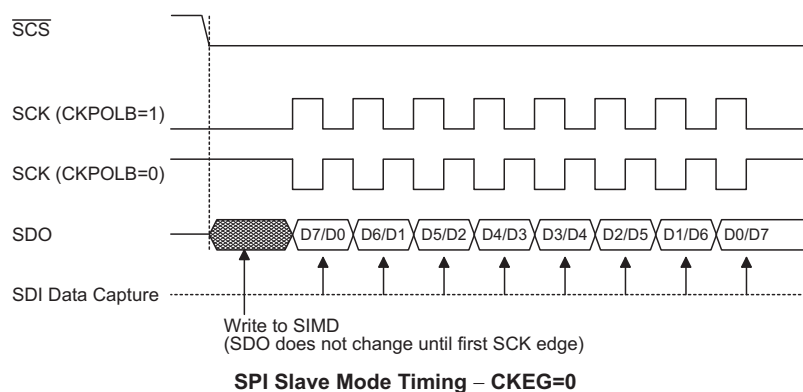 SCS
SCK (CKPOLB=1)
SCK (CKPOLB=0)
SDO
D7/D0 D6/D1 D5/D2 D4/D3 D3/D4 D2/D5 D1/D6 D0/D7
SDI Data Capture
Write to SIMD
(SDO does not change until first SCK edge)
SPI Slave Mode Timing – CKEG=0